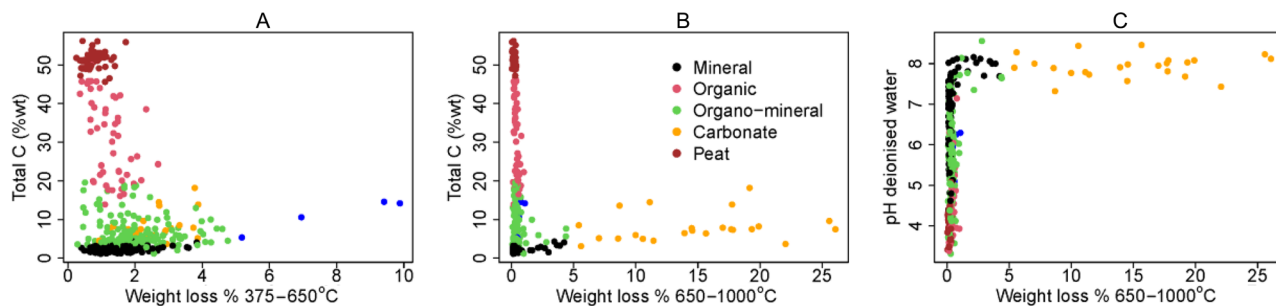 A
Total C (%wt)
50
40
30
20
10
0
0 2 4 6 8 10
Weight loss % 375−650°C
B
Total C (%wt)
50
40
30
20
10
0
Mineral
Organic
Organo−mineral
Carbonate
Peat
0 5 10 15 20 25
Weight loss % 650−1000°C
C
pH deionised water
8
7
6
5
4
0 5 10 15 20 25
Weight loss % 650-1000°C